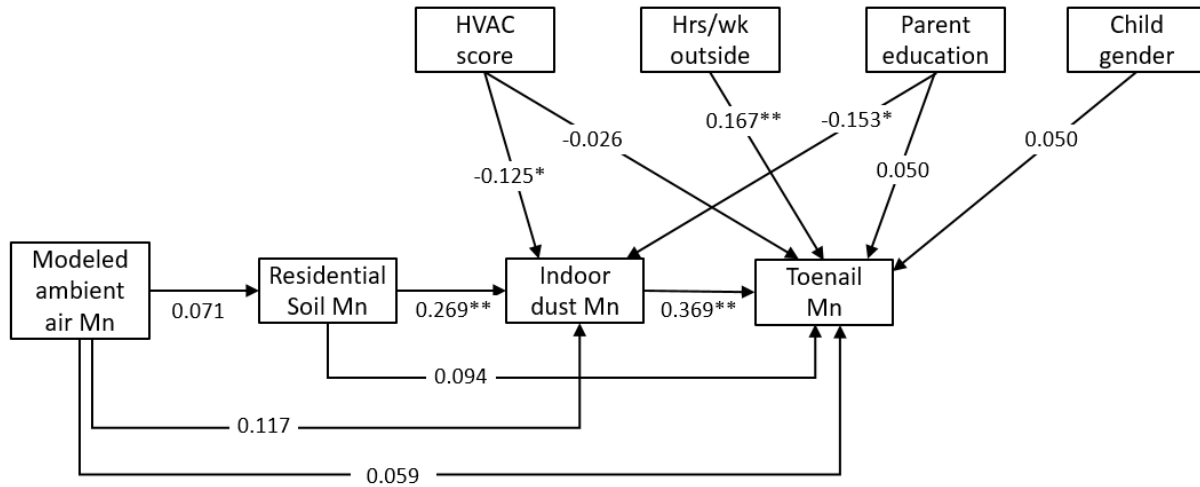 HVAC
score
Hrs/wk
outside
Parent
education
Child
gender
0.167**
-0.153*
-0.026
0.050
-0.125*
0.050
Modeled
ambient
air Mn
Residential
Soil Mn
Indoor
dust Mn
Toenail
Mn
0.071
0.269**
0.369**
0.094
0.117
0.059